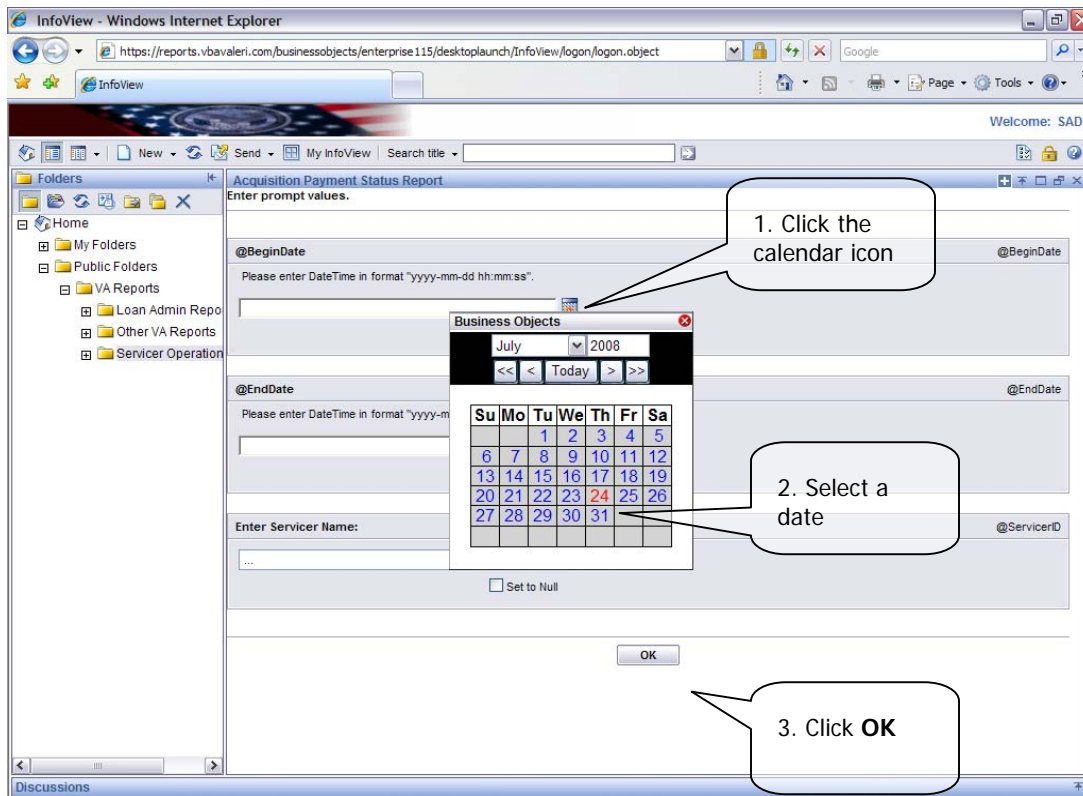 InfoView - Windows Internet Explorer
https://reports.vbavaleri.com/businessobjects/enterprise115/desktoplaunch/InfoView/logon/logon.object
Google
InfoView
Page
Tools
Welcome: SAD
New
Send
My InfoView
Search title
Folders
Home
My Folders
Public Folders
VA Reports
Loan Admin Repo
Other VA Reports
Servicer Operation
Acquisition Payment Status Report
Enter prompt values.
@BeginDate
@BeginDate
Please enter DateTime in format "yyyy-mm-dd hh:mm:ss".
1. Click the
calendar icon
Business Objects
July
2008
<< < Today > >>
Su Mo Tu We Th Fr Sa
1 2 3 4 5
6 7 8 9 10 11 12
13 14 15 16 17 18 19
20 21 22 23 24 25 26
27 28 29 30 31
@EndDate
@EndDate
Please enter DateTime in format "yyyy-m
2. Select a
date
Enter Servicer Name:
@ServicerID
...
Set to Null
OK
3. Click OK
Discussions